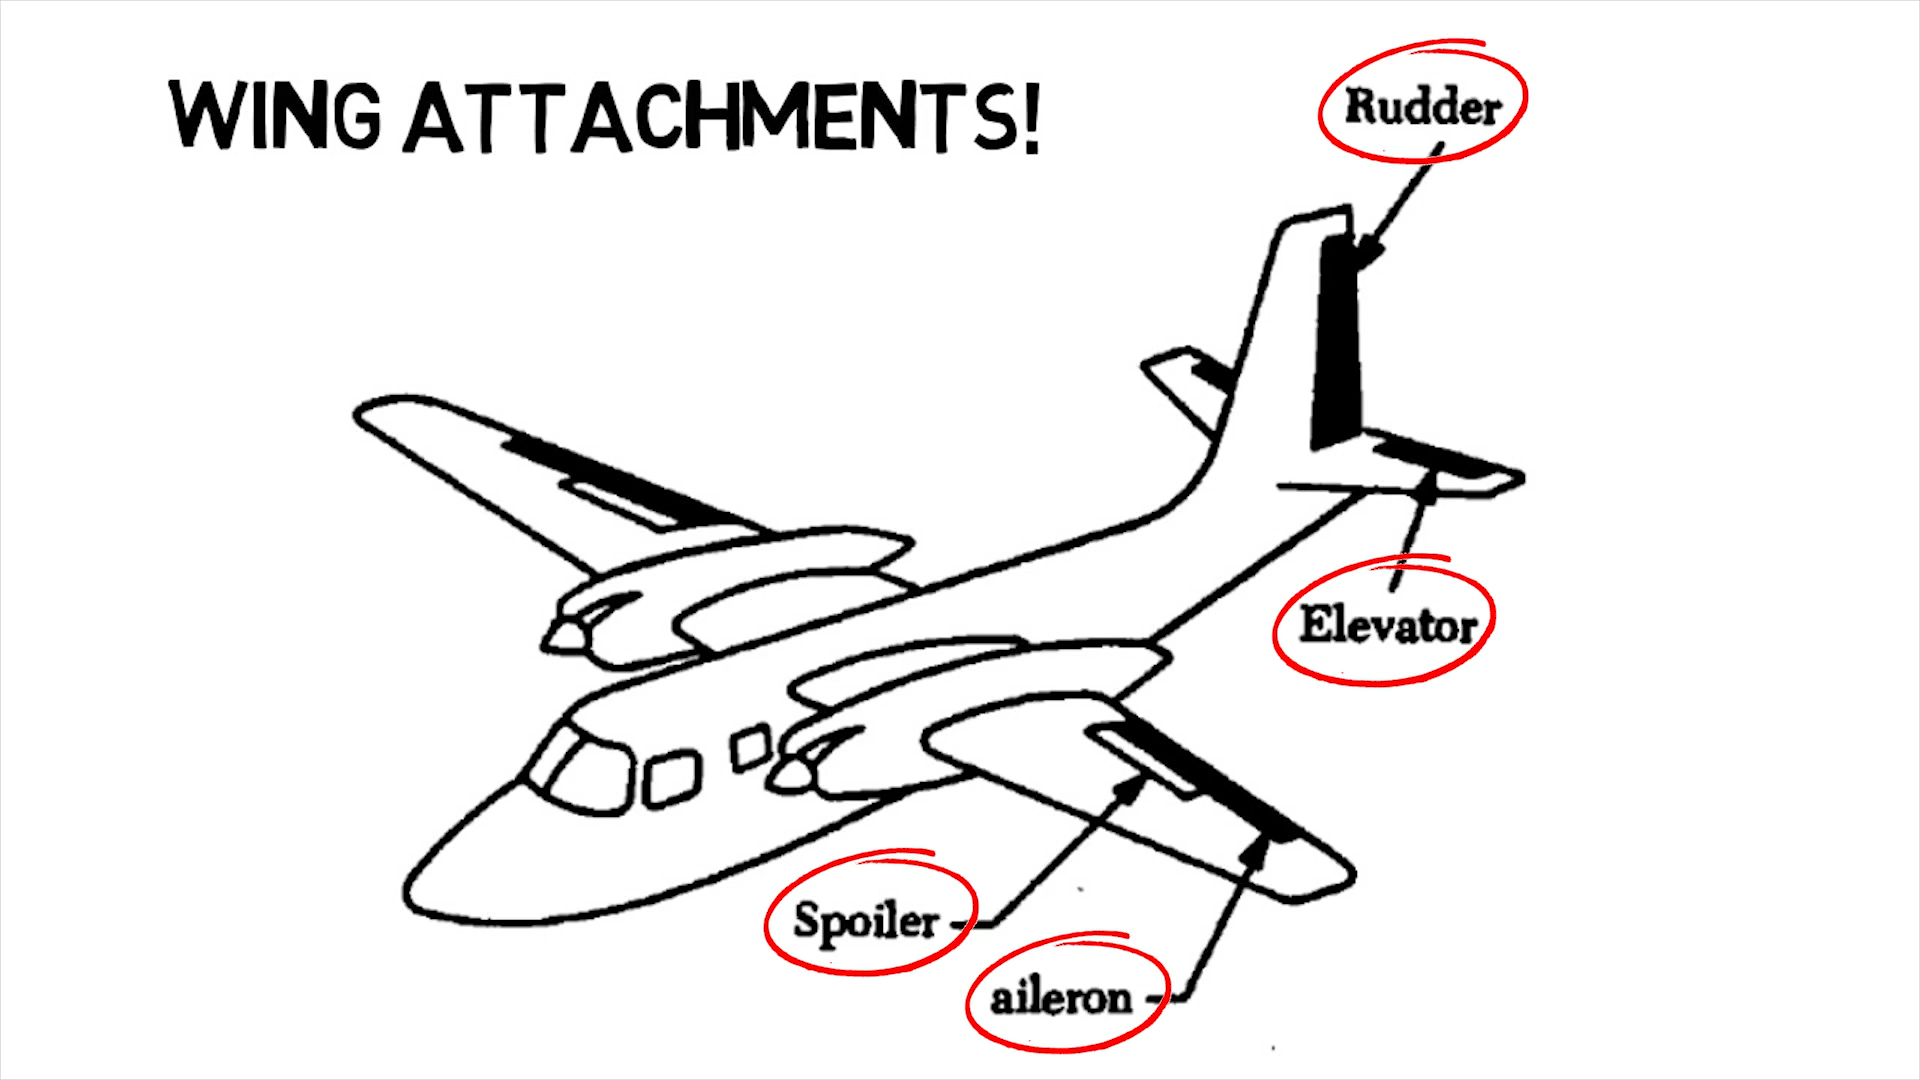 WING ATTACHMENTS!
Rudder
Elevator
Spoiler
aileron